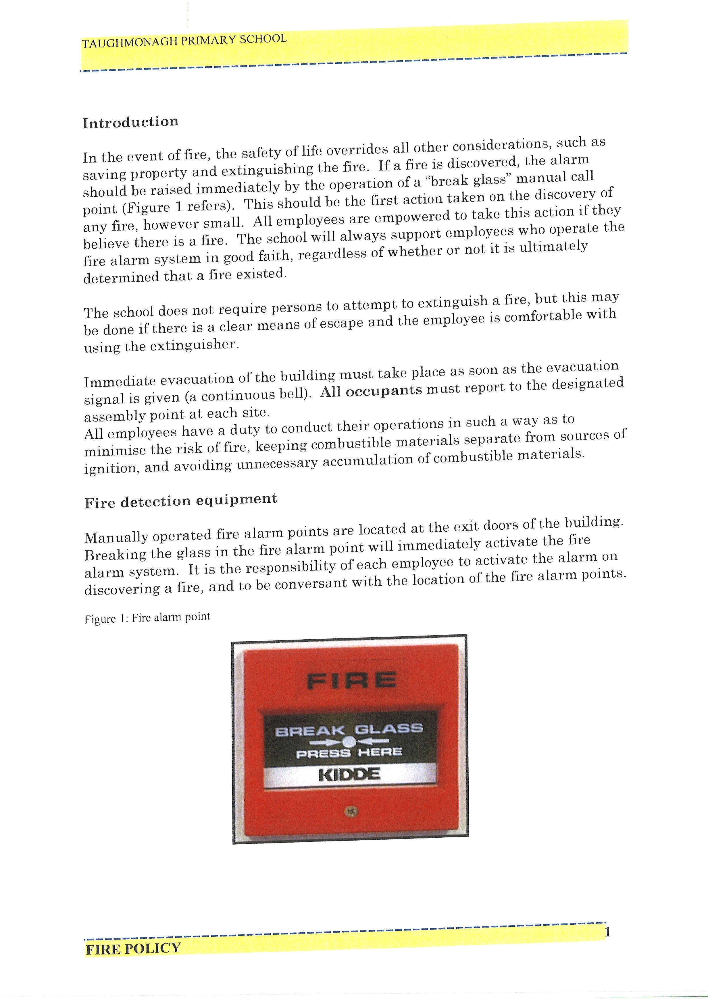 TAUGHMONAGH PRIMARY SCHOOL
Introduction
In the event of fire, the safety of life overrides all other considerations, such as
saving property and extinguishing the fire.  If a fire is discovered, the alarm
should be raised immediately by the operation of a “break glass” manual call
point (Figure 1 refers).  This should be the first action taken on the discovery of
any fire, however small.  All employees are empowered to take this action if they
believe there is a fire.  The school will always support employees who operate the
fire alarm system in good faith, regardless of whether or not it is ultimately
determined that a fire existed.
The school does not require persons to attempt to extinguish a fire, but this may
be done if there is a clear means of escape and the employee is comfortable with
using the extinguisher.
Immediate evacuation of the building must take place as soon as the evacuation
signal is given (a continuous bell).  All occupants must report to the designated
assembly point at each site.
All employees have a duty to conduct their operations in such a way as to
minimise the risk of fire, keeping combustible materials separate from sources of
ignition, and avoiding unnecessary accumulation of combustible materials.
Fire detection equipment
Manually operated fire alarm points are located at the exit doors of the building.
Breaking the glass in the fire alarm point will immediately activate the fire
alarm system.  It is the responsibility of each employee to activate the alarm on
discovering a fire, and to be conversant with the location of the fire alarm points.
Figure 1: Fire alarm point
FIRE
BREAK GLASS
PRESS HERE
KIDDE
1
FIRE POLICY